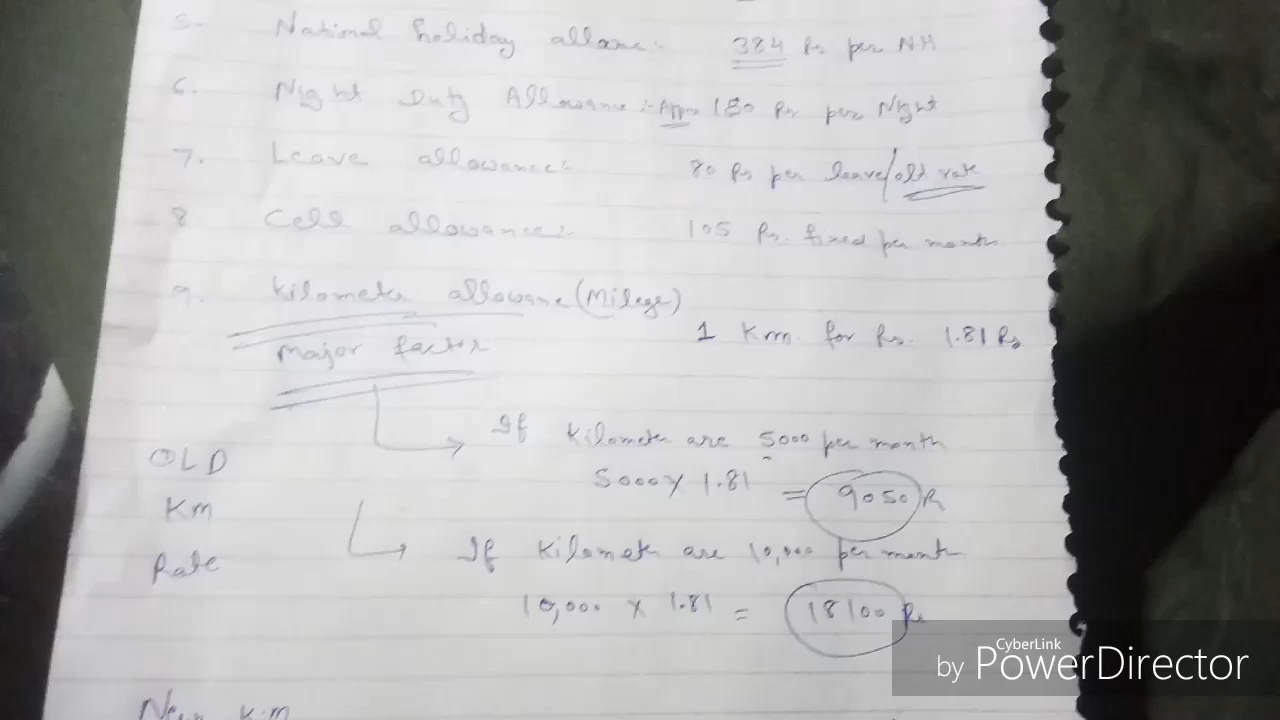 5. National holiday allowane:- 384 Rs per N.H
6. Night Duty Allowance:- Appx 180 Rs per Night
7. Leave allowance:- 80 Rs per leave/old rate
8 Cell allowance:- 105 Rs. fixed per month
9. Kilometer allowane (Milege)
1 Km. for Rs. 1.81 Rs
Major factor
If Kilometer are 5000 per month
OLD
5000 X 1.81 = 9050 Rs
Km
If Kilometer are 10,000 per month
Rate
10,000 X 1.81 = 18100 Rs
CyberLink
by PowerDirector
New K.m